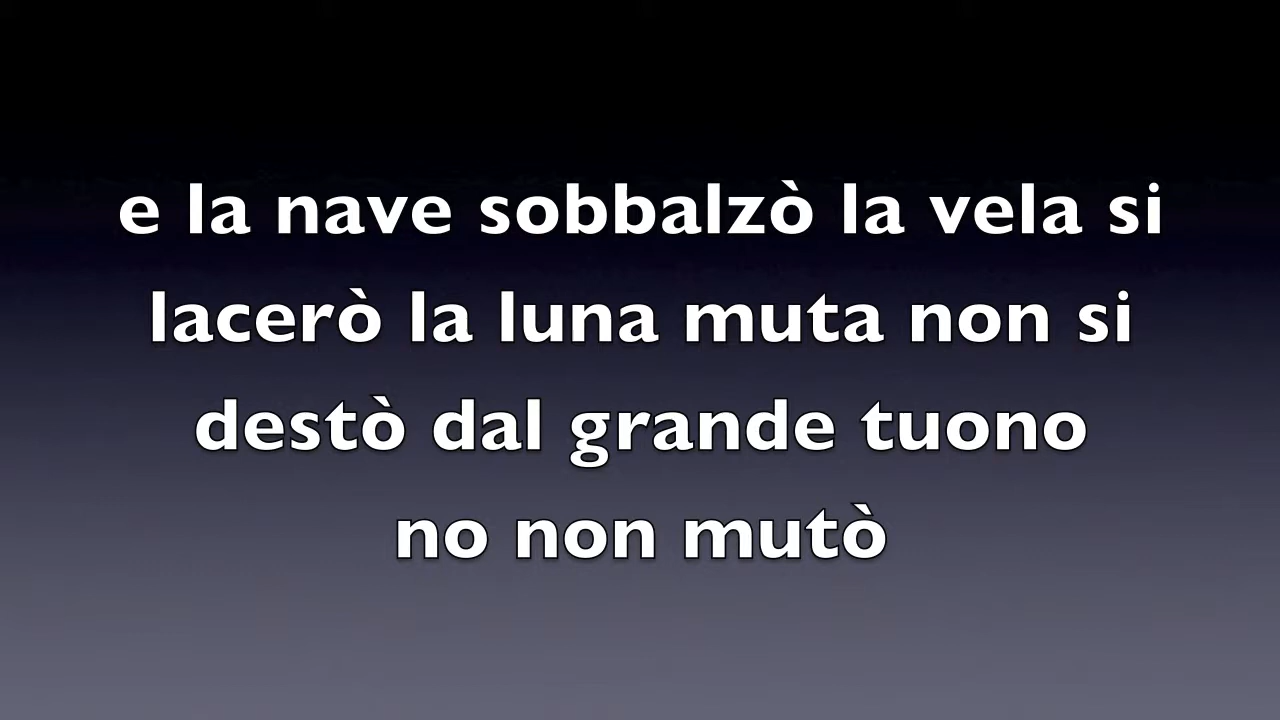 e la nave sobbalzò la vela si
lacerò la luna muta non si
destò dal grande tuono
no non mutò